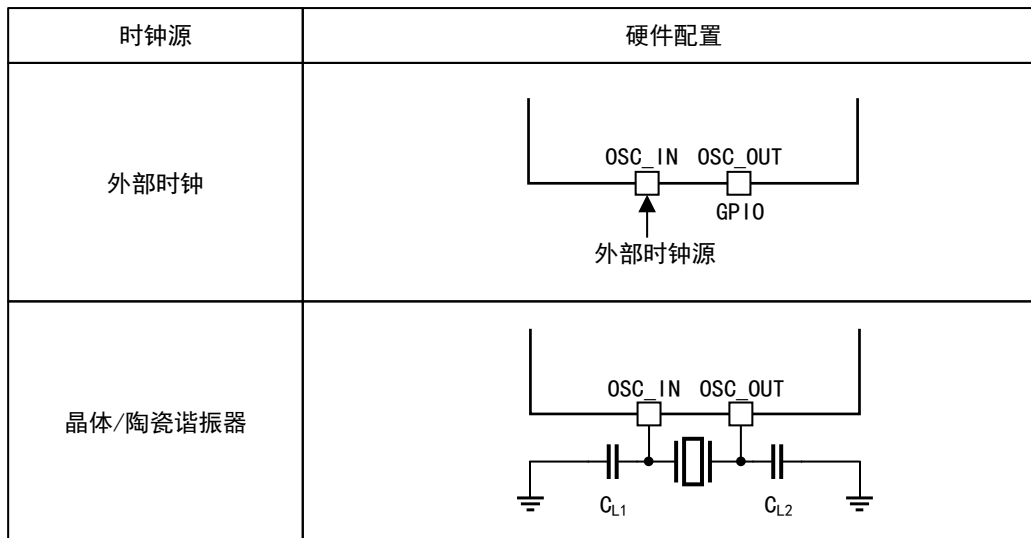 时钟源 硬件配置
外部时钟
OSC_IN OSC_OUT
GPIO
外部时钟源
晶体/陶瓷谐振器
OSC_IN OSC_OUT
CL1 CL2